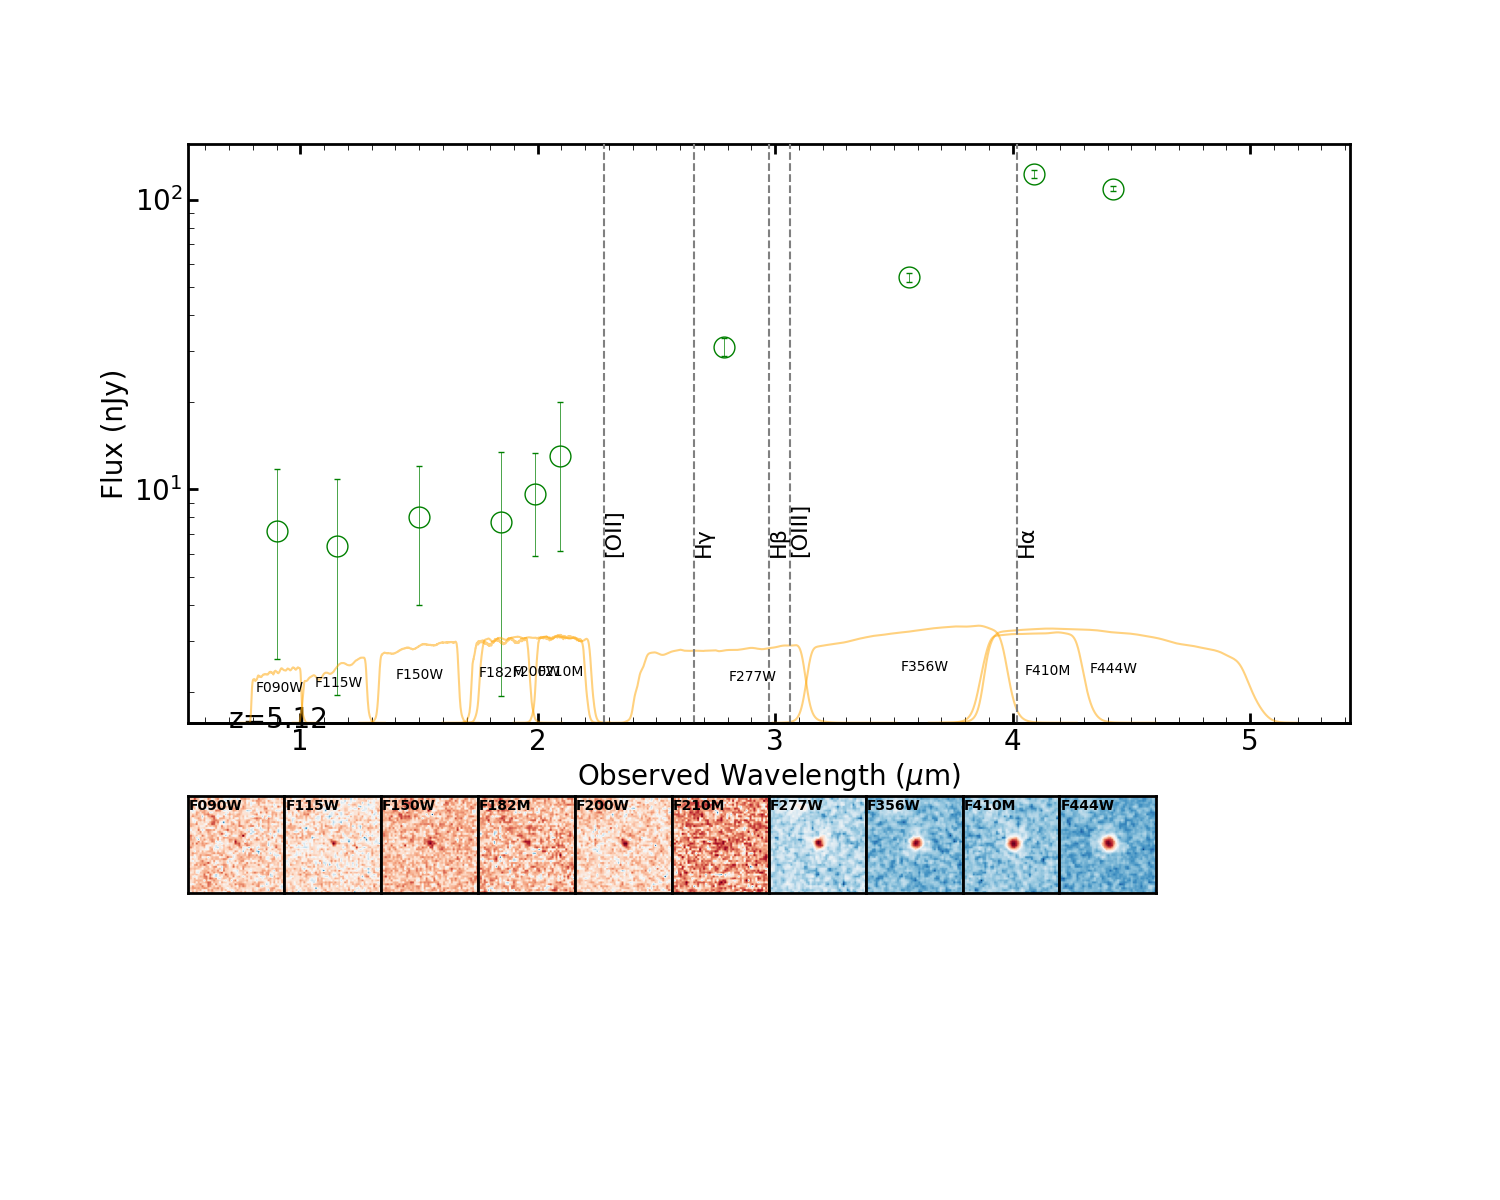 Flux (nJy)
10²
10¹
[OII]
Hγ
Hβ
[OIII]
Hα
F090W
F115W
F150W
F182M
F200W
F210M
F277W
F356W
F410M
F444W
z=5.12
1 2 3 4 5
Observed Wavelength (μm)
F090W F115W F150W F182M F200W F210M F277W F356W F410M F444W